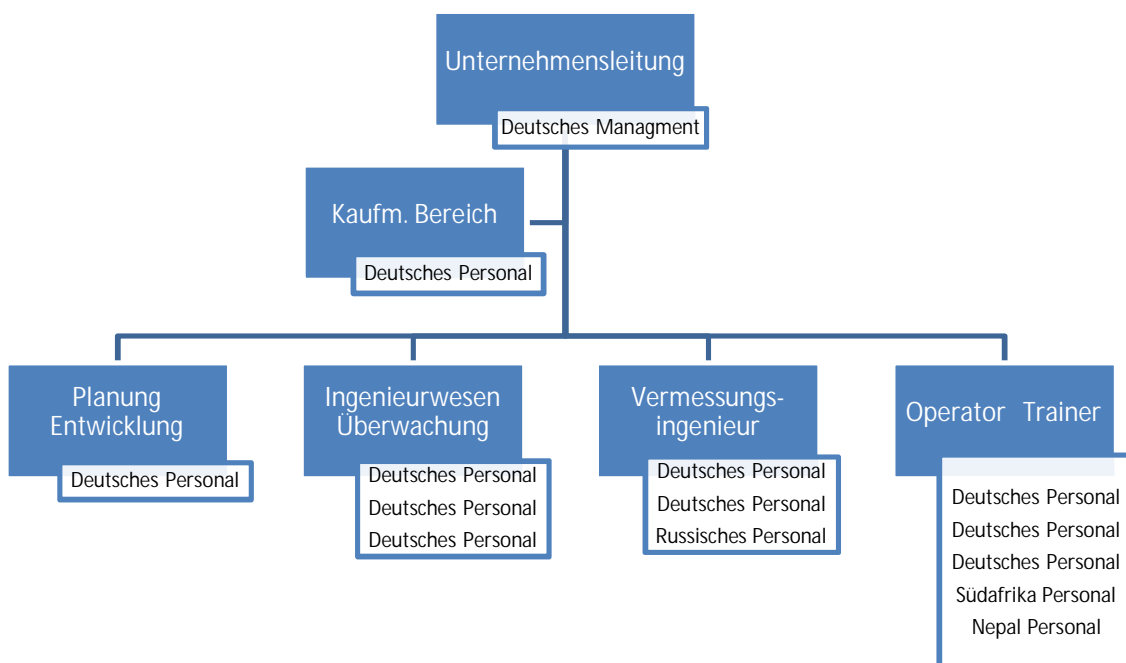 Unternehmensleitung
Deutsches Managment
Kaufm. Bereich
Deutsches Personal
Planung
Entwicklung
Deutsches Personal
Ingenieurwesen
Überwachung
Deutsches Personal
Deutsches Personal
Deutsches Personal
Vermessungs-
ingenieur
Deutsches Personal
Deutsches Personal
Russisches Personal
Operator Trainer
Deutsches Personal
Deutsches Personal
Deutsches Personal
Südafrika Personal
Nepal Personal